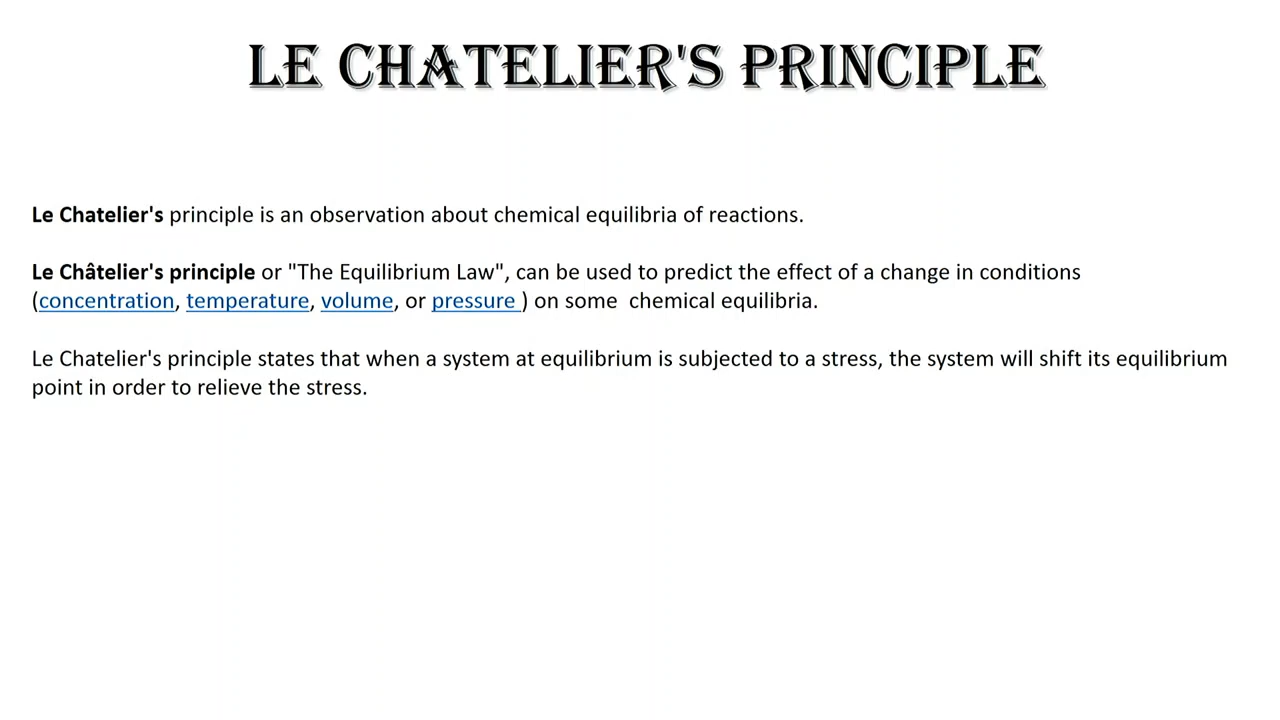 LE CHATELIER'S PRINCIPLE
Le Chatelier's principle is an observation about chemical equilibria of reactions.
Le Châtelier's principle or "The Equilibrium Law", can be used to predict the effect of a change in conditions
(concentration, temperature, volume, or pressure ) on some  chemical equilibria.
Le Chatelier's principle states that when a system at equilibrium is subjected to a stress, the system will shift its equilibrium
point in order to relieve the stress.